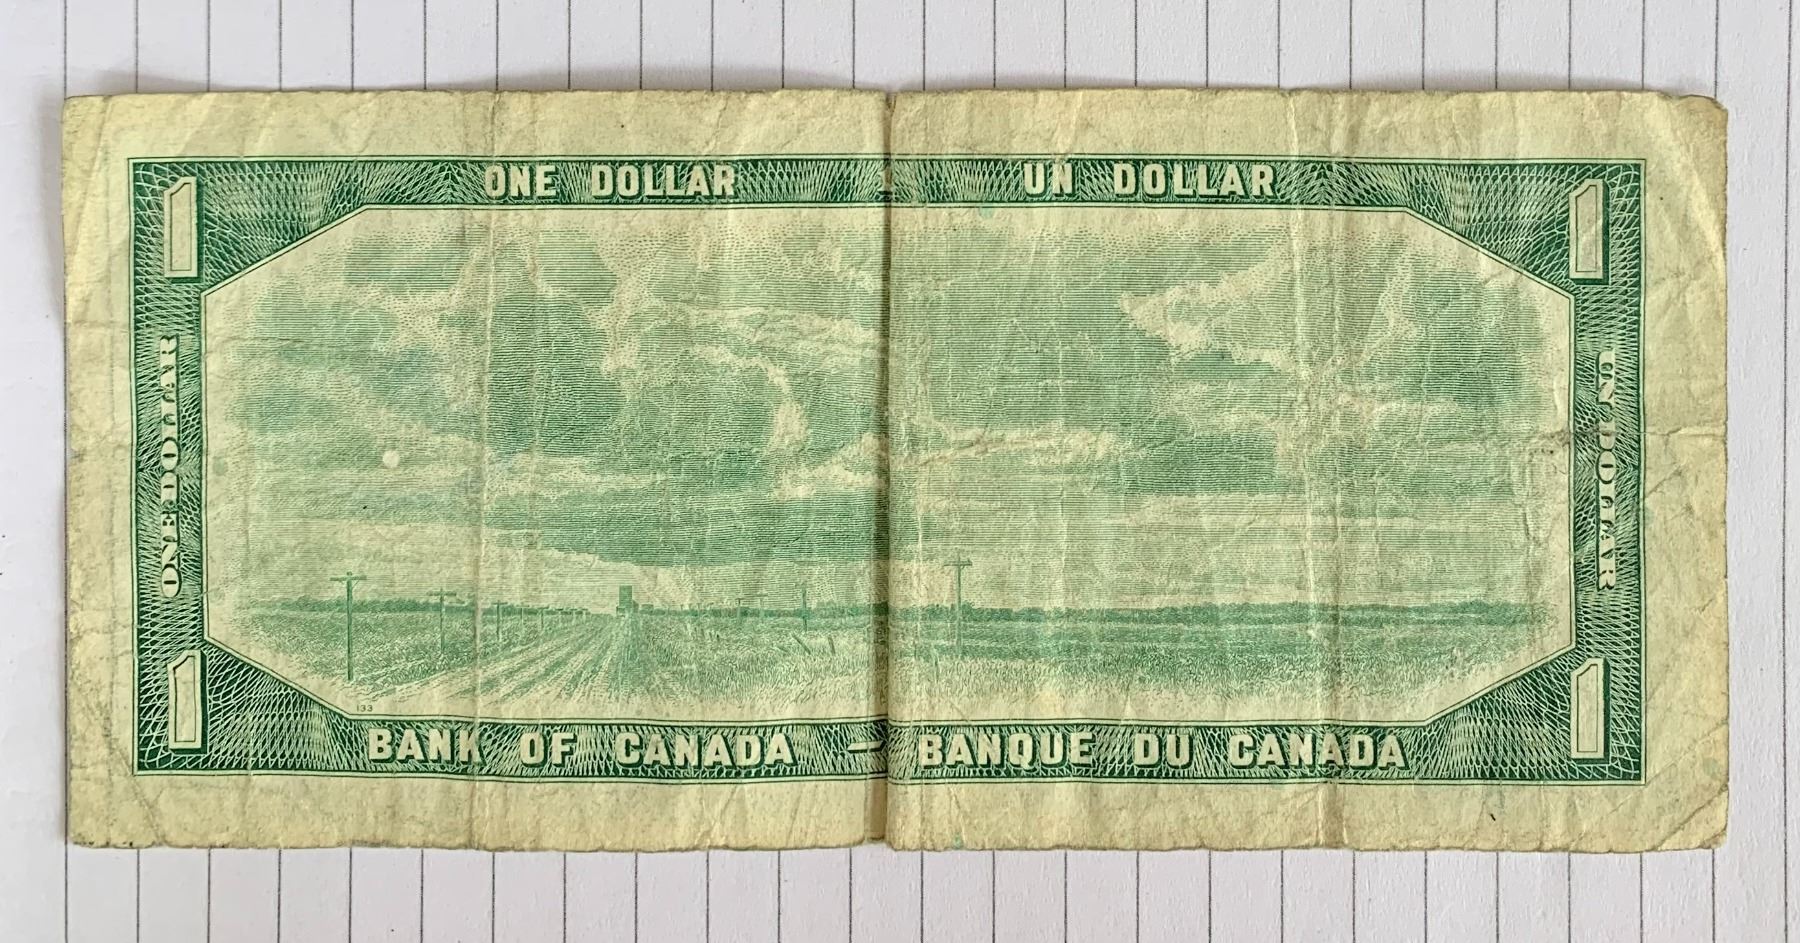 ONE DOLLAR UN DOLLAR
1 1
ONE DOLLAR
UN DOLLAR
1 1
133
BANK OF CANADA — BANQUE DU CANADA